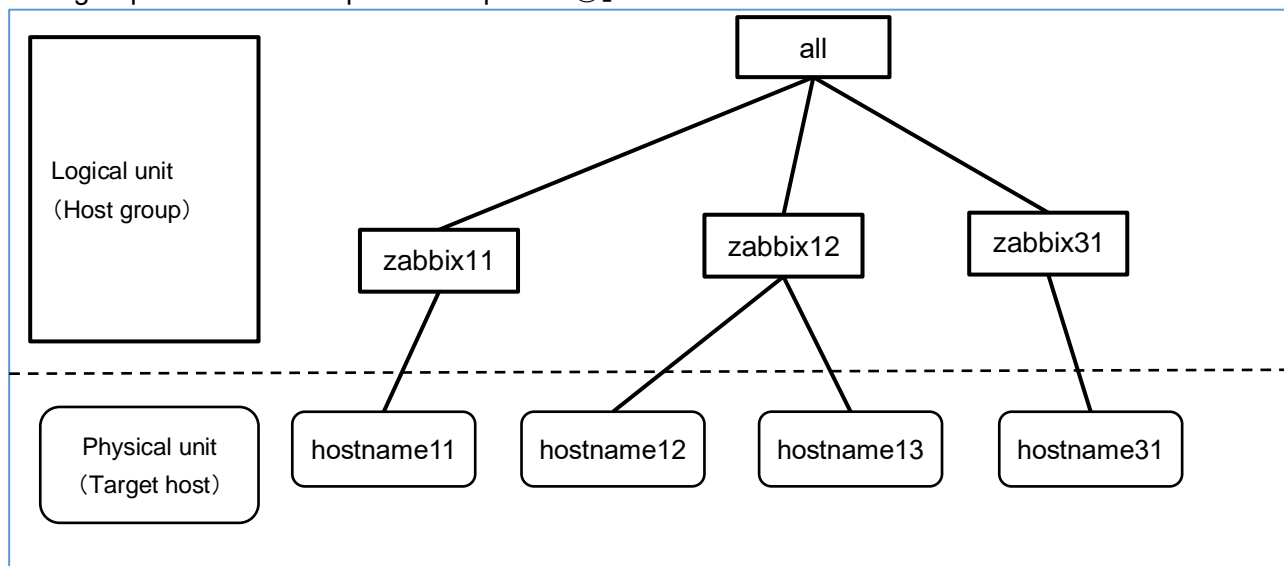 all
Logical unit
（Host group）
zabbix11
zabbix12
zabbix31
Physical unit
（Target host）
hostname11
hostname12
hostname13
hostname31